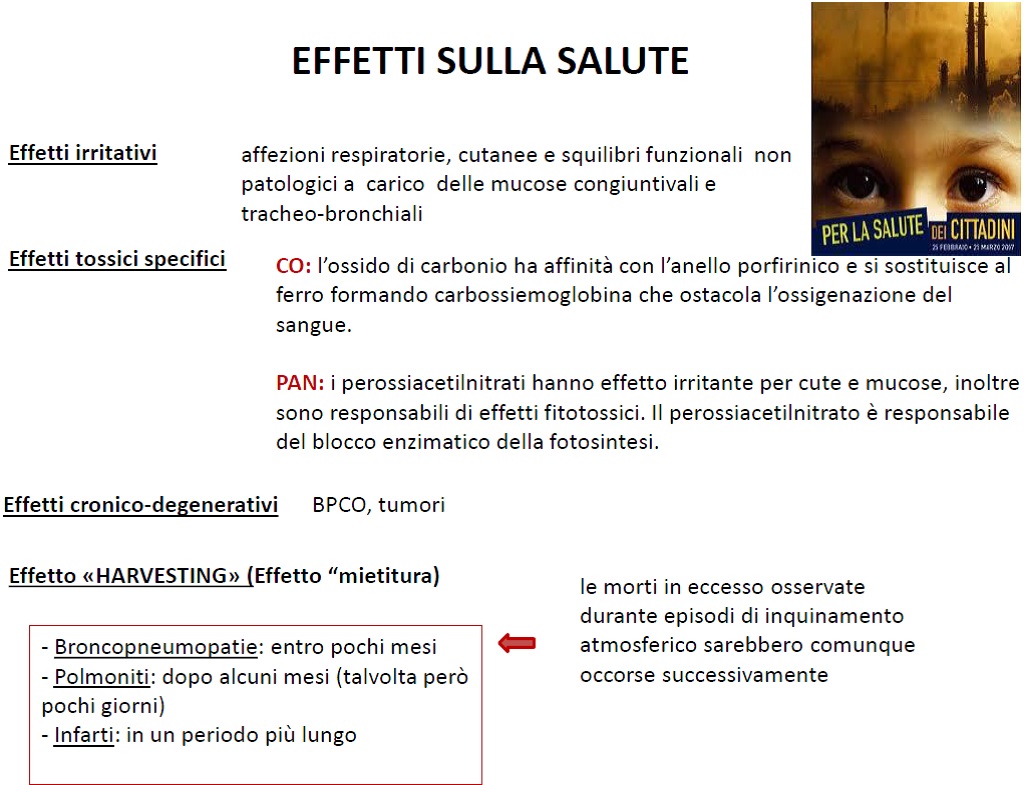 EFFETTI SULLA SALUTE
PER LA SALUTE DEI CITTADINI
25 FEBBRAIO • 21 MARZO 2017
Effetti irritativi
affezioni respiratorie, cutanee e squilibri funzionali non
patologici a carico delle mucose congiuntivali e
tracheo-bronchiali
Effetti tossici specifici
CO: l’ossido di carbonio ha affinità con l’anello porfirinico e si sostituisce al
ferro formando carbossiemoglobina che ostacola l’ossigenazione del
sangue.
PAN: i perossiacetilnitrati hanno effetto irritante per cute e mucose, inoltre
sono responsabili di effetti fitotossici. Il perossiacetilnitrato è responsabile
del blocco enzimatico della fotosintesi.
Effetti cronico-degenerativi BPCO, tumori
Effetto «HARVESTING» (Effetto “mietitura)
- Broncopneumopatie: entro pochi mesi
- Polmoniti: dopo alcuni mesi (talvolta però
pochi giorni)
- Infarti: in un periodo più lungo
le morti in eccesso osservate
durante episodi di inquinamento
atmosferico sarebbero comunque
occorse successivamente